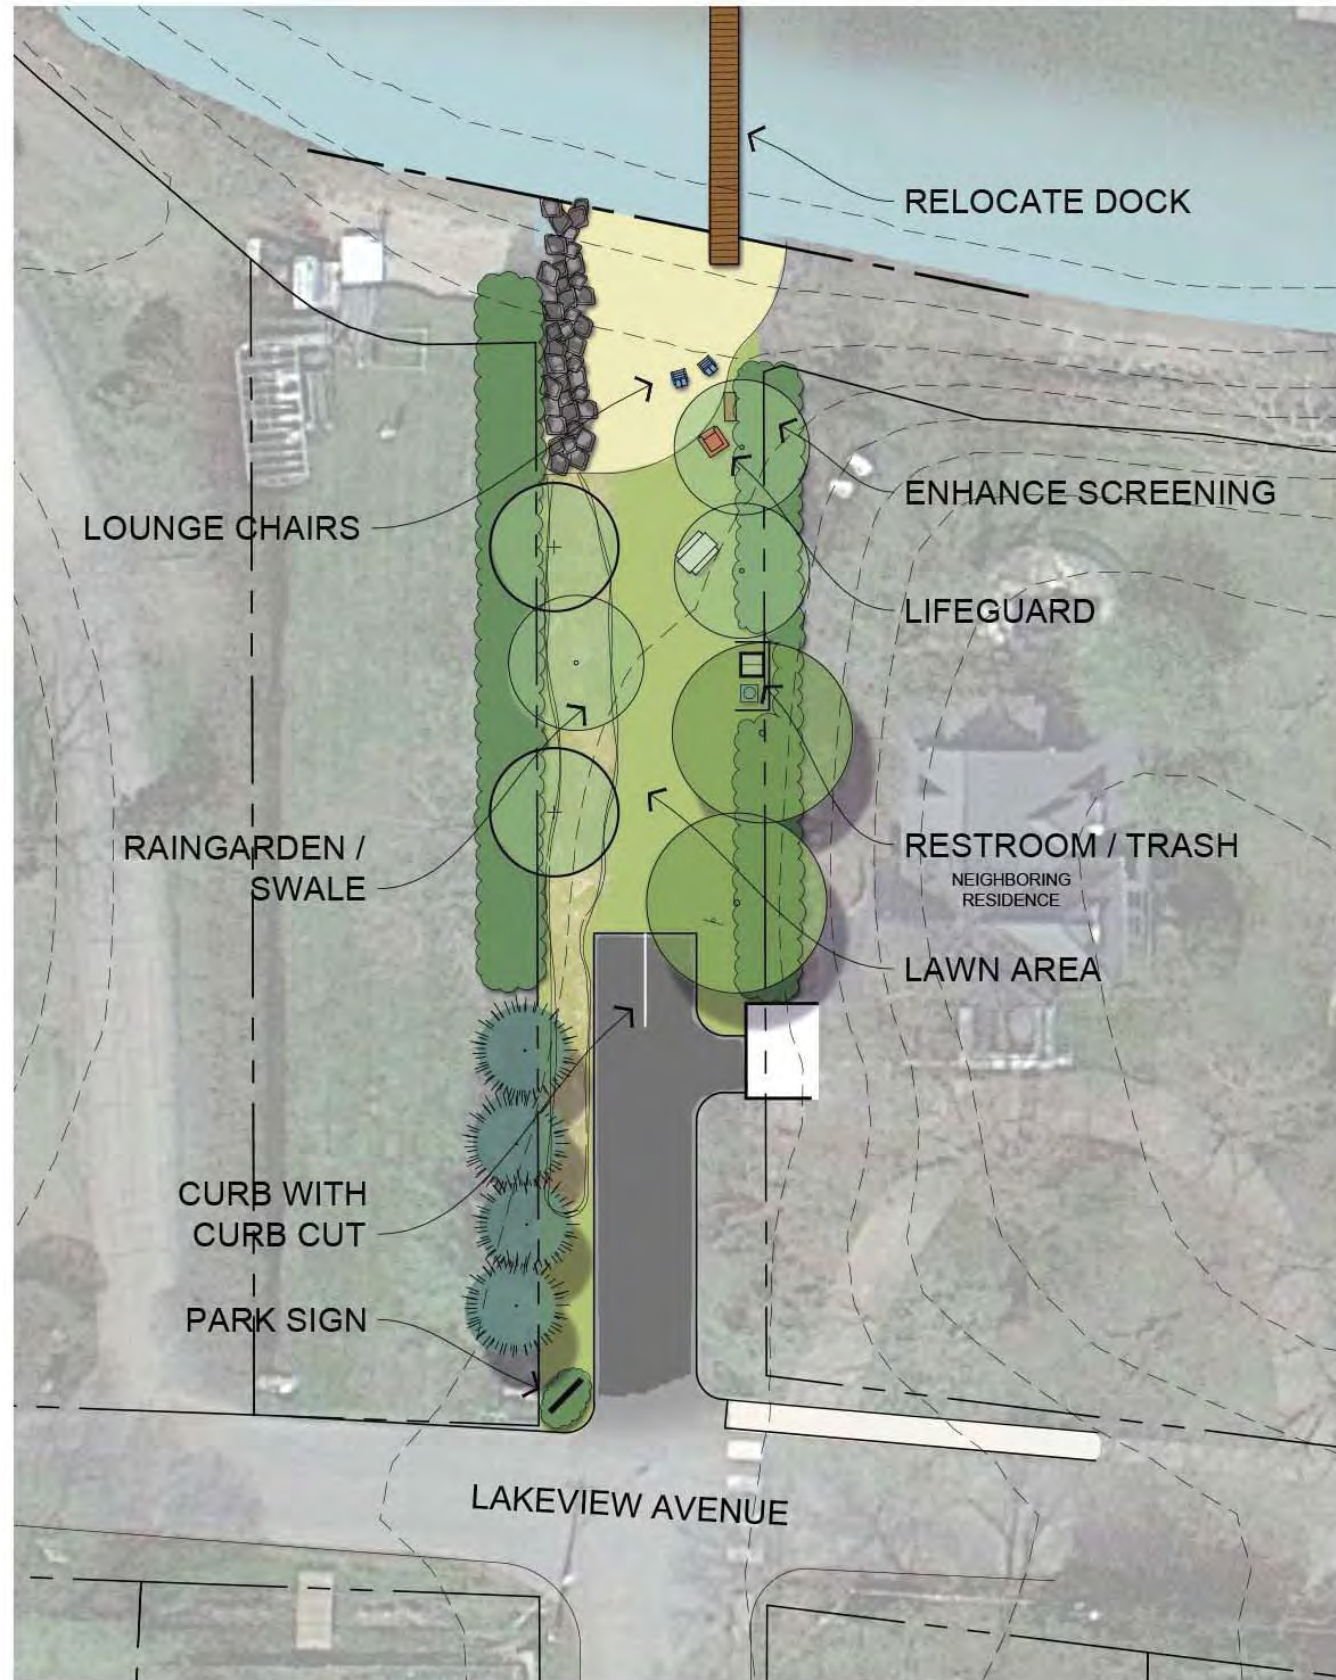 RELOCATE DOCK
ENHANCE SCREENING
LOUNGE CHAIRS
LIFEGUARD
RAINGARDEN /
SWALE
RESTROOM / TRASH
NEIGHBORING
RESIDENCE
LAWN AREA
CURB WITH
CURB CUT
PARK SIGN
LAKEVIEW AVENUE